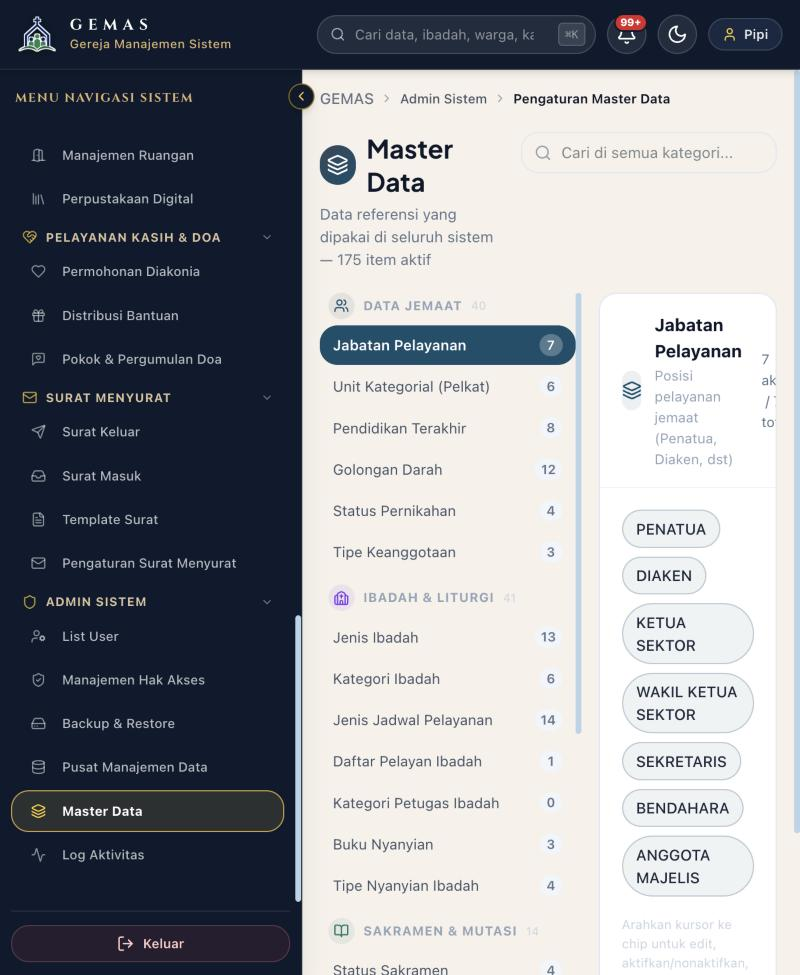 GEMAS
Gereja Manajemen Sistem
Cari data, ibadah, warga, ka
⌘K
99+
Pipi
MENU NAVIGASI SISTEM
Manajemen Ruangan
Perpustakaan Digital
PELAYANAN KASIH & DOA
Permohonan Diakonia
Distribusi Bantuan
Pokok & Pergumulan Doa
SURAT MENYURAT
Surat Keluar
Surat Masuk
Template Surat
Pengaturan Surat Menyurat
ADMIN SISTEM
List User
Manajemen Hak Akses
Backup & Restore
Pusat Manajemen Data
Master Data
Log Aktivitas
Keluar
GEMAS > Admin Sistem > Pengaturan Master Data
Master
Data
Cari di semua kategori...
Data referensi yang
dipakai di seluruh sistem
— 175 item aktif
DATA JEMAAT 40
Jabatan Pelayanan 7
Unit Kategorial (Pelkat) 6
Pendidikan Terakhir 8
Golongan Darah 12
Status Pernikahan 4
Tipe Keanggotaan 3
IBADAH & LITURGI 41
Jenis Ibadah 13
Kategori Ibadah 6
Jenis Jadwal Pelayanan 14
Daftar Pelayan Ibadah 1
Kategori Petugas Ibadah 0
Buku Nyanyian 3
Tipe Nyanyian Ibadah 4
SAKRAMEN & MUTASI 14
Status Sakramen 4
Jabatan
Pelayanan
Posisi
pelayanan
jemaat
(Penatua,
Diaken, dst)
7
ak
/
tot
PENATUA
DIAKEN
KETUA
SEKTOR
WAKIL KETUA
SEKTOR
SEKRETARIS
BENDAHARA
ANGGOTA
MAJELIS
Arahkan kursor ke
chip untuk edit,
aktifkan/nonaktifkan,